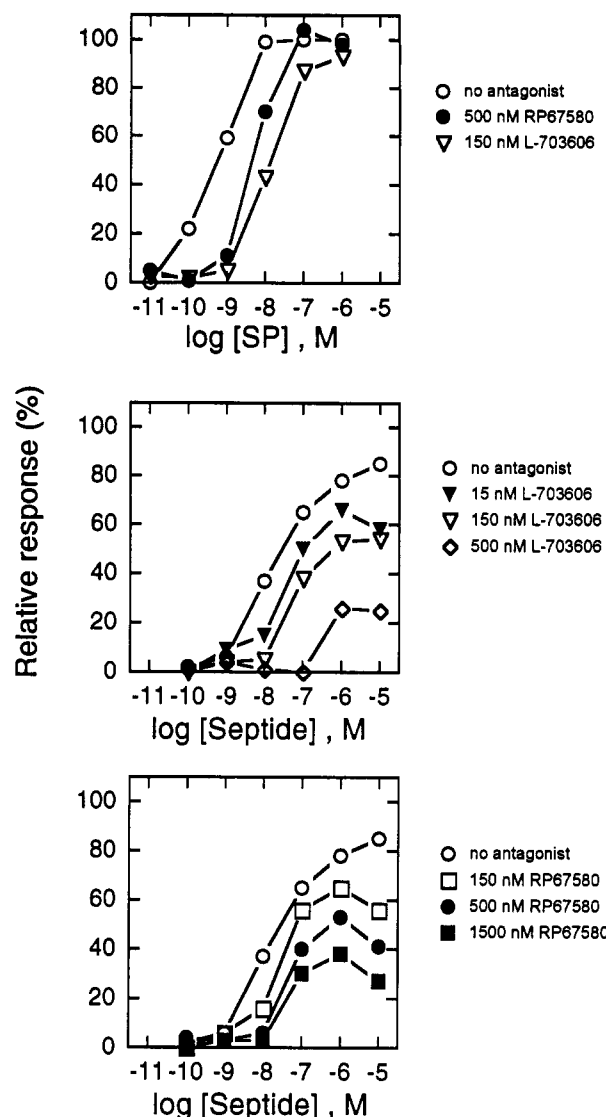 100
80
60
40
20
0
-11 -10 -9 -8 -7 -6 -5
log [SP] , M
no antagonist
500 nM RP67580
150 nM L-703606
Relative response (%)
100
80
60
40
20
0
-11 -10 -9 -8 -7 -6 -5
log [Septide] , M
no antagonist
15 nM L-703606
150 nM L-703606
500 nM L-703606
100
80
60
40
20
0
-11 -10 -9 -8 -7 -6 -5
log [Septide] , M
no antagonist
150 nM RP67580
500 nM RP67580
1500 nM RP67580